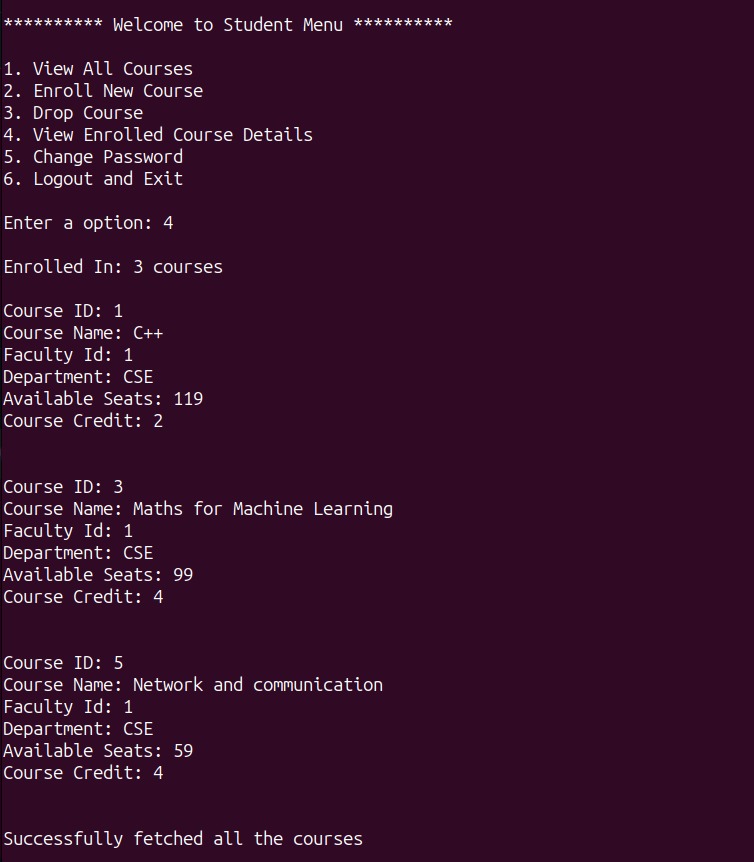 ********** Welcome to Student Menu **********
1. View All Courses
2. Enroll New Course
3. Drop Course
4. View Enrolled Course Details
5. Change Password
6. Logout and Exit
Enter a option: 4
Enrolled In: 3 courses
Course ID: 1
Course Name: C++
Faculty Id: 1
Department: CSE
Available Seats: 119
Course Credit: 2
Course ID: 3
Course Name: Maths for Machine Learning
Faculty Id: 1
Department: CSE
Available Seats: 99
Course Credit: 4
Course ID: 5
Course Name: Network and communication
Faculty Id: 1
Department: CSE
Available Seats: 59
Course Credit: 4
Successfully fetched all the courses